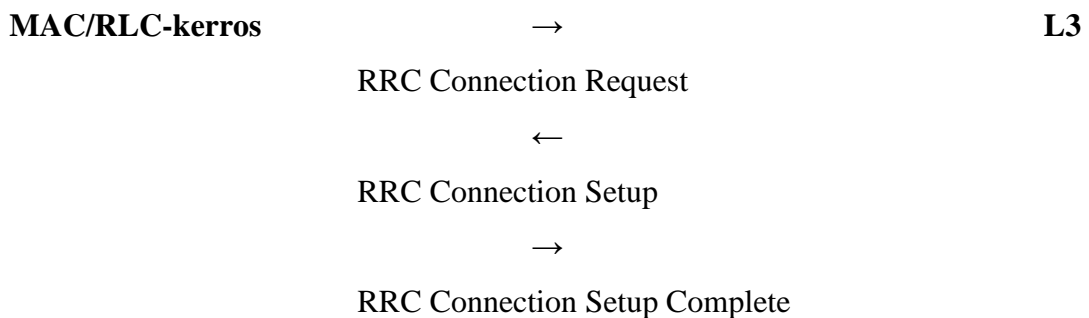 MAC/RLC-kerros → L3
RRC Connection Request
←
RRC Connection Setup
→
RRC Connection Setup Complete